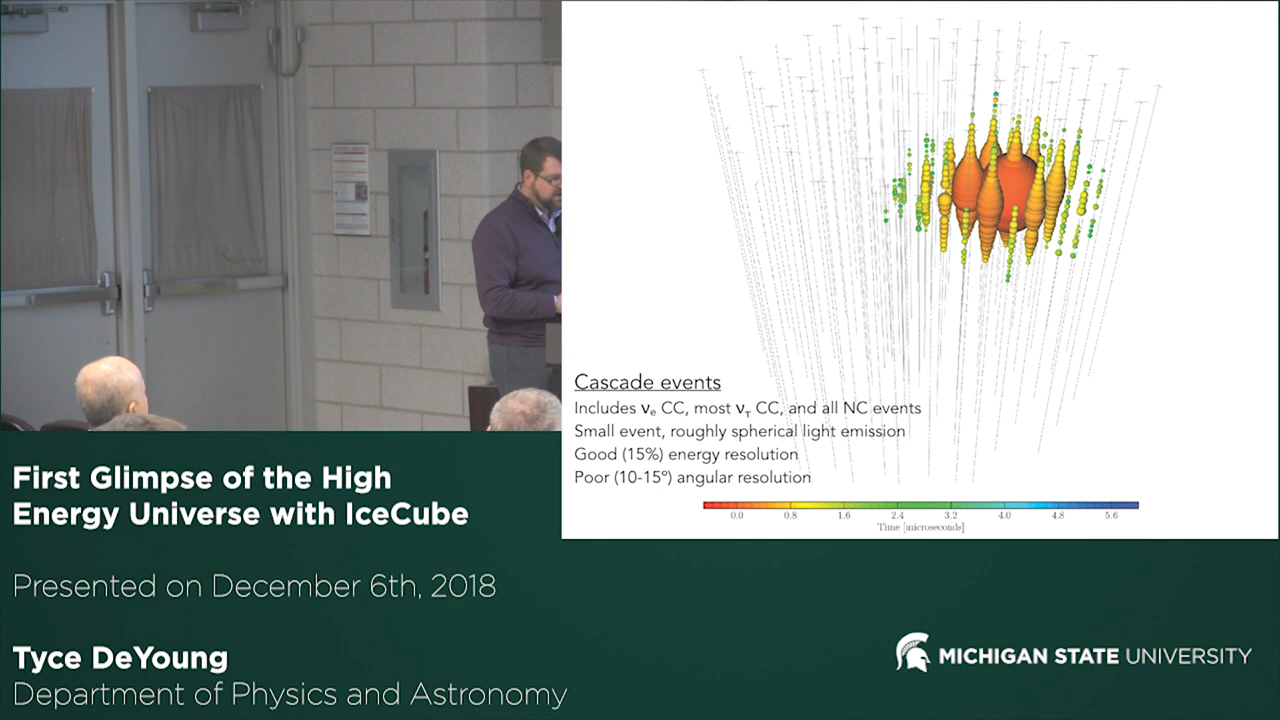 Cascade events
Includes νe CC, most ντ CC, and all NC events
Small event, roughly spherical light emission
Good (15%) energy resolution
Poor (10-15º) angular resolution
0.0 0.8 1.6 2.4 3.2 4.0 4.8 5.6
Time [microseconds]
First Glimpse of the High
Energy Universe with IceCube
Presented on December 6th, 2018
Tyce DeYoung
Department of Physics and Astronomy
MICHIGAN STATE UNIVERSITY